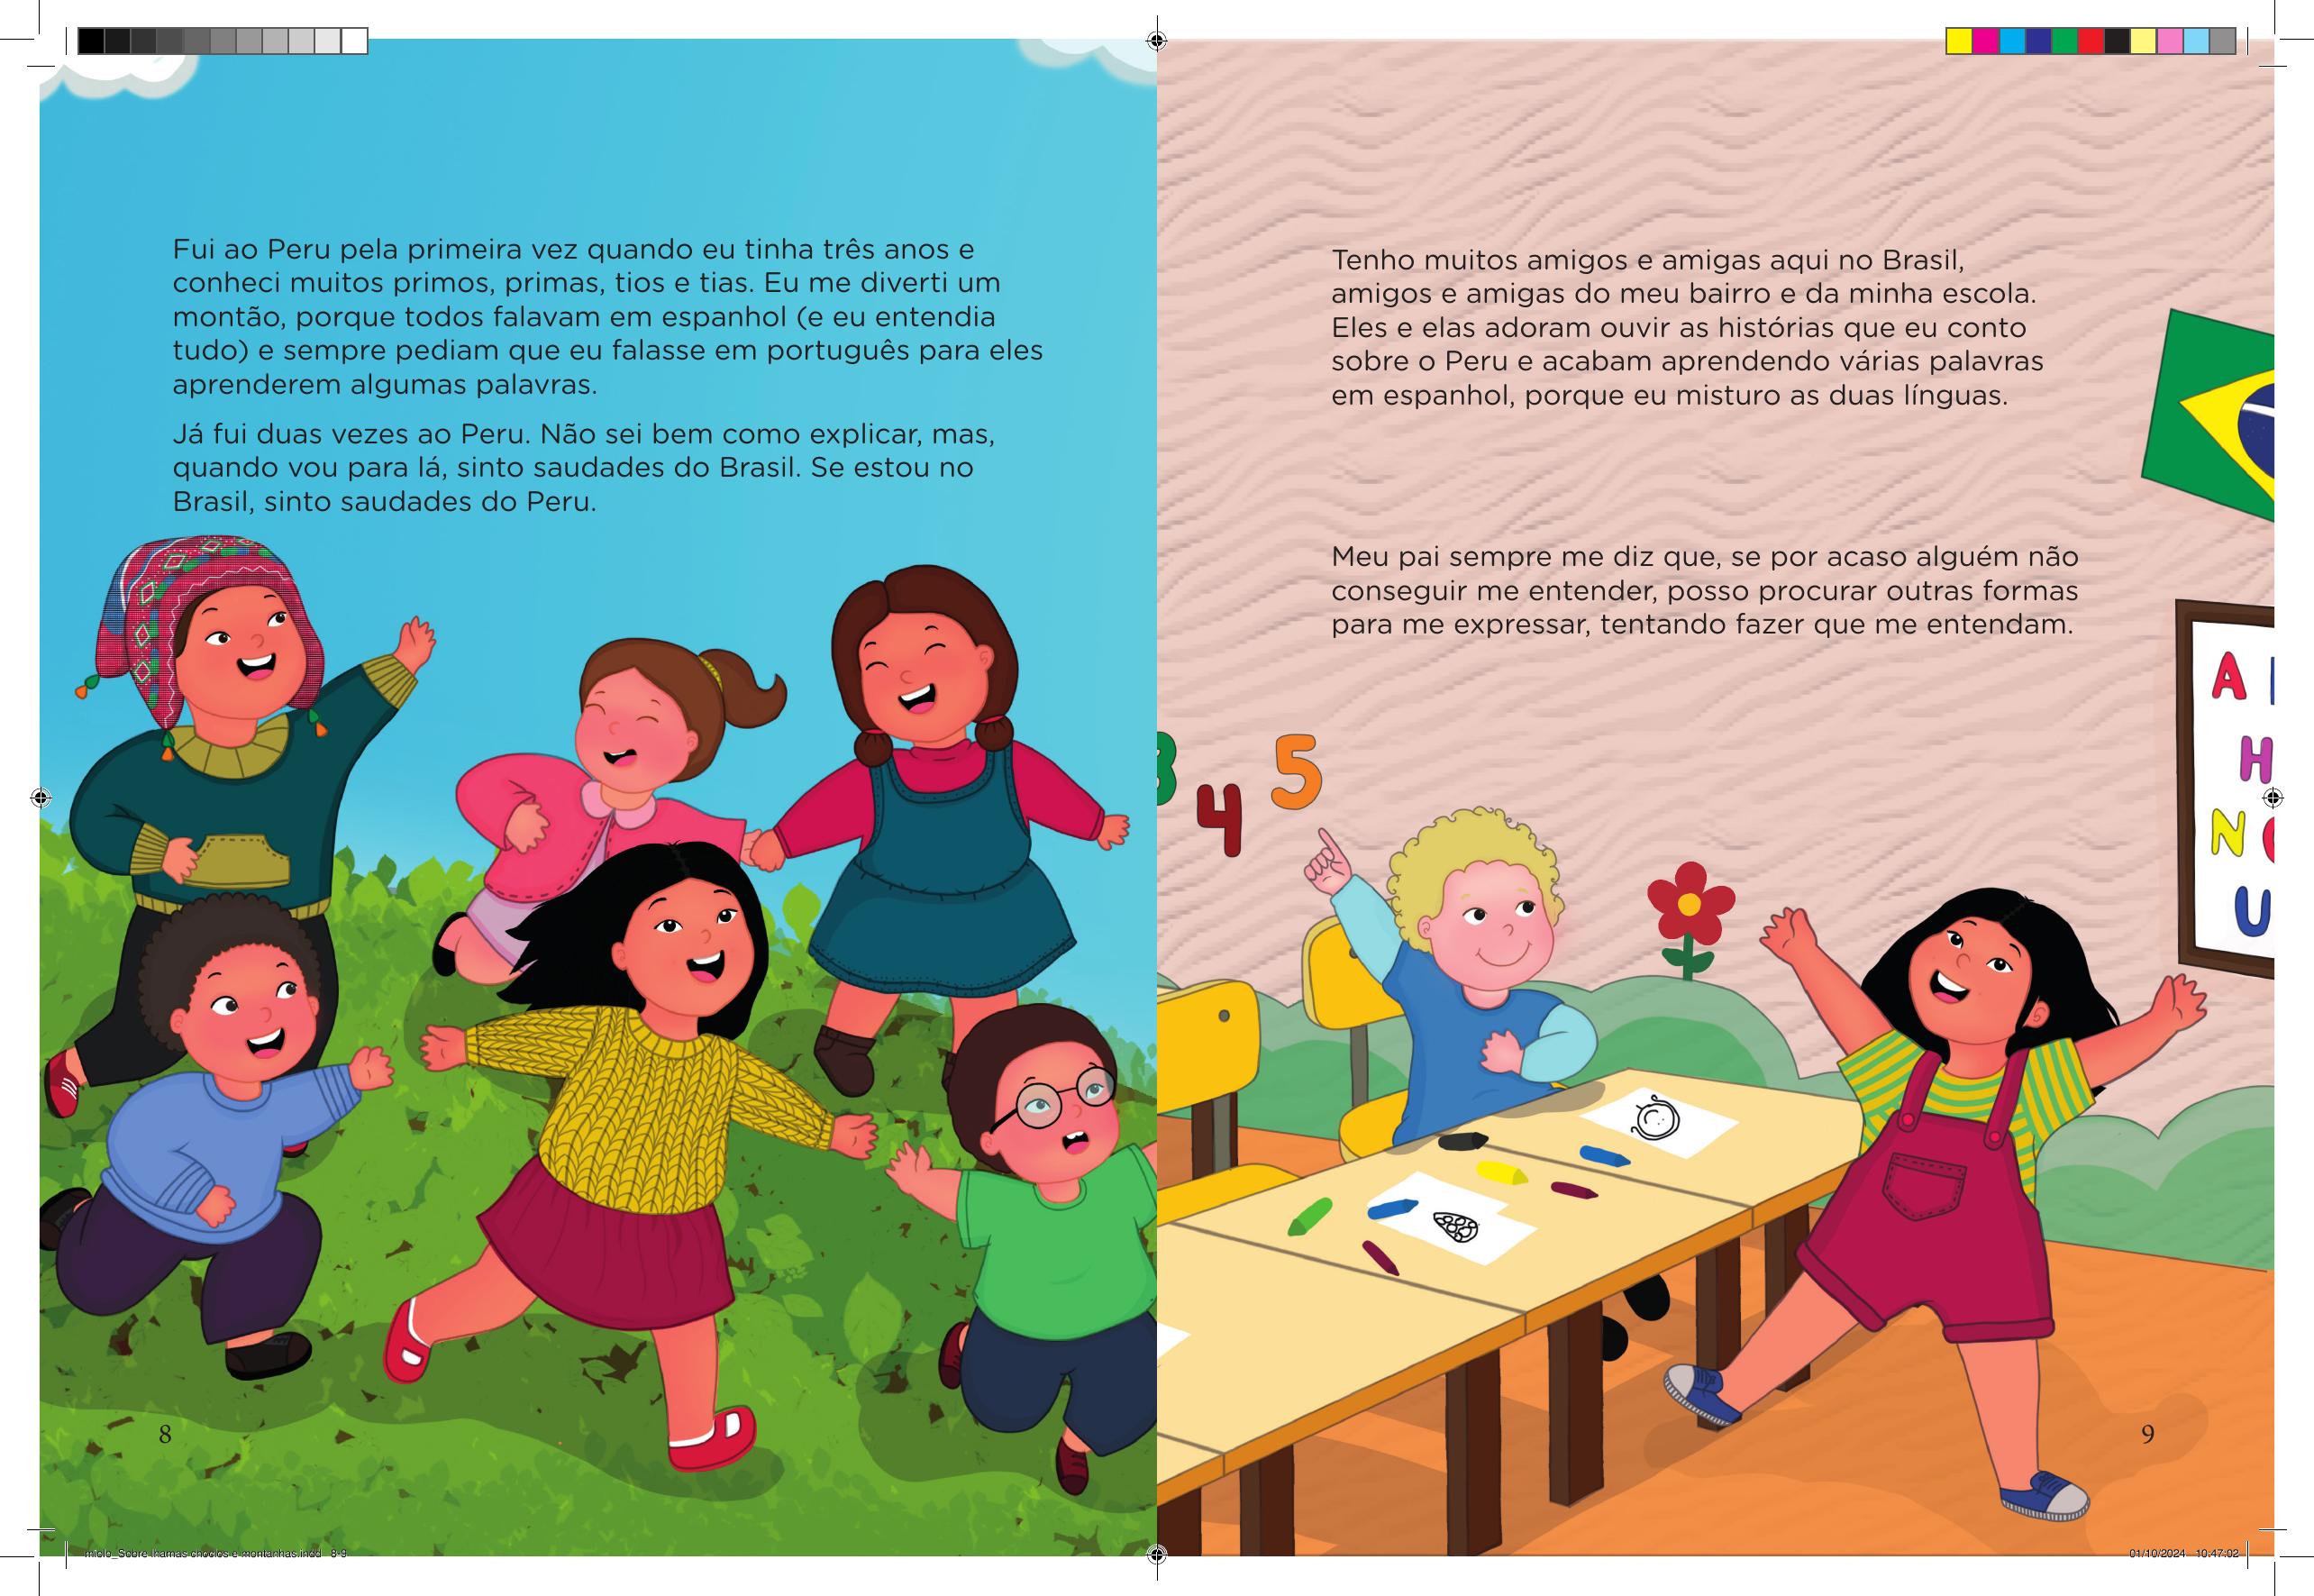 Fui ao Peru pela primeira vez quando eu tinha três anos e
conheci muitos primos, primas, tios e tias. Eu me diverti um
montão, porque todos falavam em espanhol (e eu entendia
tudo) e sempre pediam que eu falasse em português para eles
aprenderem algumas palavras.
Já fui duas vezes ao Peru. Não sei bem como explicar, mas,
quando vou para lá, sinto saudades do Brasil. Se estou no
Brasil, sinto saudades do Peru.
8
miolo_Sobre lhamas choclos e montanhas.indd   8-9
Tenho muitos amigos e amigas aqui no Brasil,
amigos e amigas do meu bairro e da minha escola.
Eles e elas adoram ouvir as histórias que eu conto
sobre o Peru e acabam aprendendo várias palavras
em espanhol, porque eu misturo as duas línguas.
Meu pai sempre me diz que, se por acaso alguém não
conseguir me entender, posso procurar outras formas
para me expressar, tentando fazer que me entendam.
A
H
N
U
3
4
5
9
01/10/2024   10:47:02